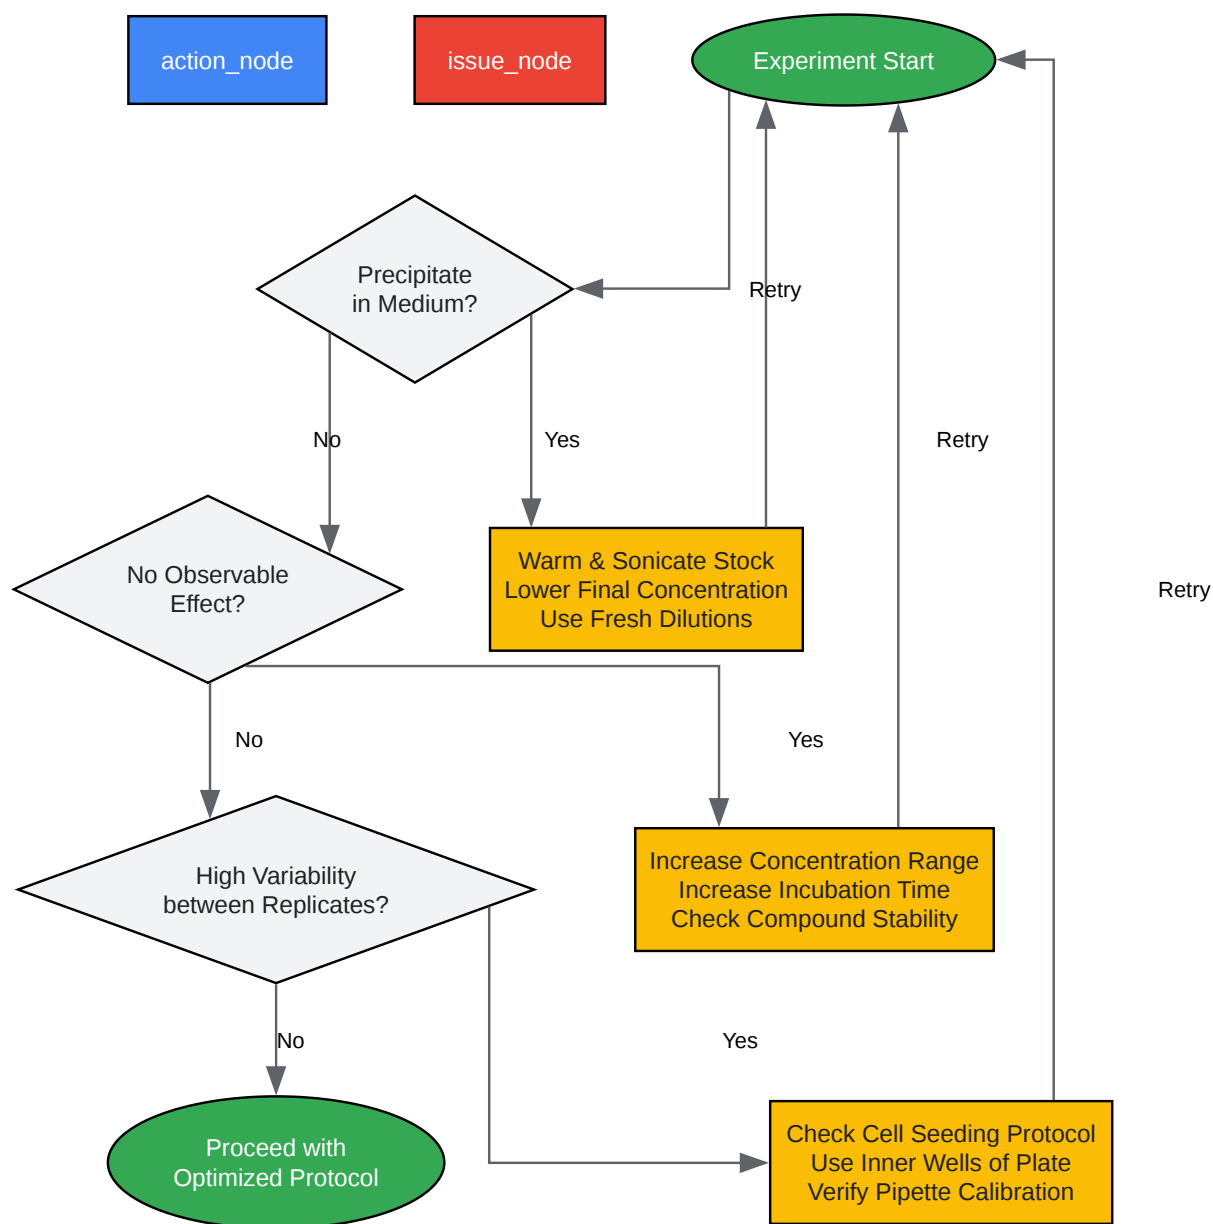 action_node
issue_node
Experiment Start
Precipitate
in Medium?
Retry
No
Yes
Retry
No Observable
Effect?
Warm & Sonicate Stock
Lower Final Concentration
Use Fresh Dilutions
Retry
No
Yes
High Variability
between Replicates?
Increase Concentration Range
Increase Incubation Time
Check Compound Stability
No
Yes
Proceed with
Optimized Protocol
Check Cell Seeding Protocol
Use Inner Wells of Plate
Verify Pipette Calibration